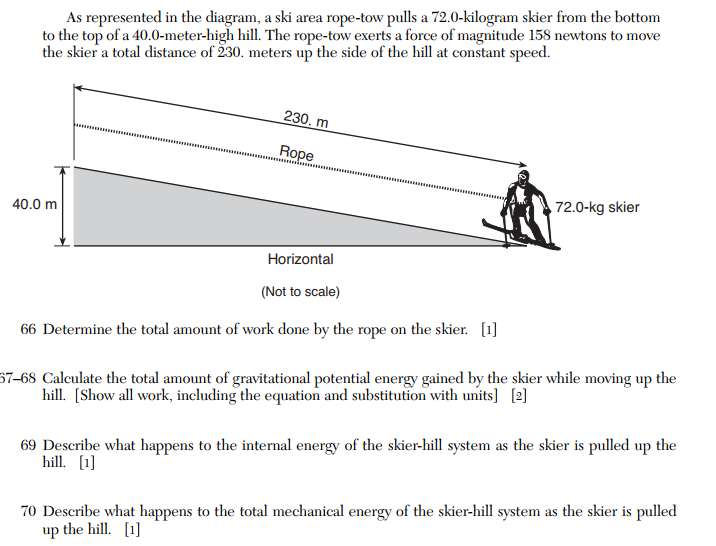 As represented in the diagram, a ski area rope-tow pulls a 72.0-kilogram skier from the bottom
to the top of a 40.0-meter-high hill. The rope-tow exerts a force of magnitude 158 newtons to move
the skier a total distance of 230. meters up the side of the hill at constant speed.
230. m
Rope
40.0 m
72.0-kg skier
Horizontal
(Not to scale)
66 Determine the total amount of work done by the rope on the skier. [1]
67–68 Calculate the total amount of gravitational potential energy gained by the skier while moving up the
hill. [Show all work, including the equation and substitution with units] [2]
69 Describe what happens to the internal energy of the skier-hill system as the skier is pulled up the
hill. [1]
70 Describe what happens to the total mechanical energy of the skier-hill system as the skier is pulled
up the hill. [1]